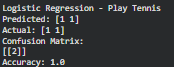 Logistic Regression - Play Tennis
Predicted: [1 1]
Actual: [1 1]
Confusion Matrix:
[[2]]
Accuracy: 1.0